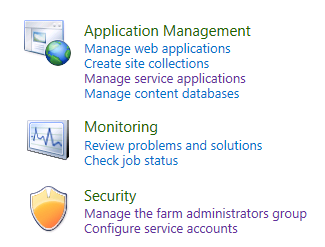 Application Management
Manage web applications
Create site collections
Manage service applications
Manage content databases
Monitoring
Review problems and solutions
Check job status
Security
Manage the farm administrators group
Configure service accounts